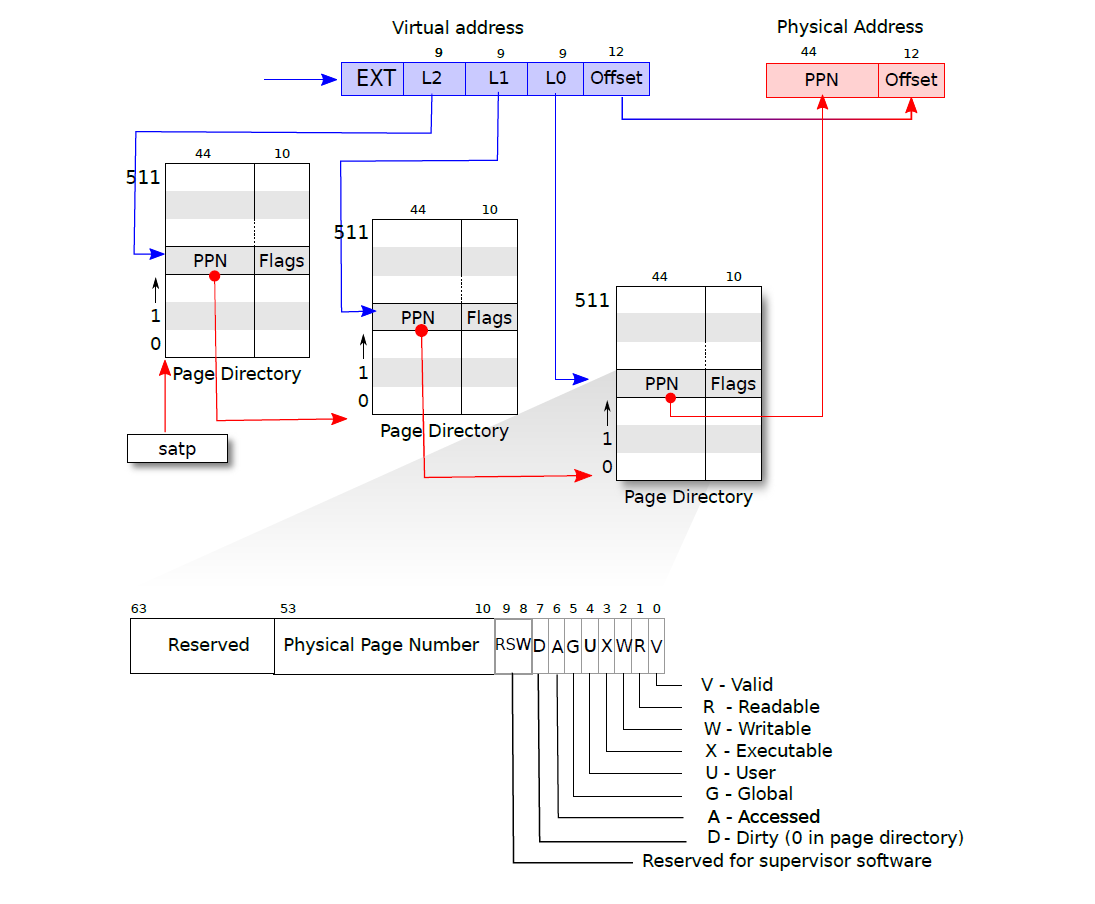 Virtual address
Physical Address
9 9 9 12
44 12
EXT L2 L1 L0 Offset
PPN Offset
44 10
511
PPN Flags
1
0
Page Directory
satp
44 10
511
PPN Flags
1
0
Page Directory
44 10
511
PPN Flags
1
0
Page Directory
63 53 10 9 8 7 6 5 4 3 2 1 0
Reserved Physical Page Number RSW D A G U X W R V
V - Valid
R - Readable
W - Writable
X - Executable
U - User
G - Global
A - Accessed
D - Dirty (0 in page directory)
Reserved for supervisor software